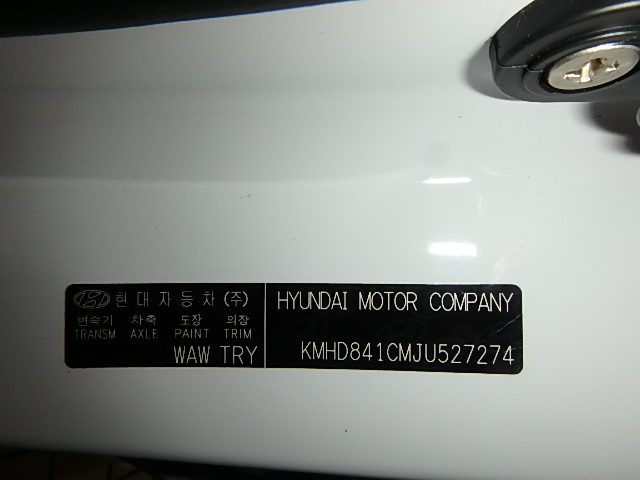 현대자동차(주)
변속기 차축 도장 의장
TRANSM AXLE PAINT TRIM
WAW TRY
HYUNDAI MOTOR COMPANY
KMHD841CMJU527274